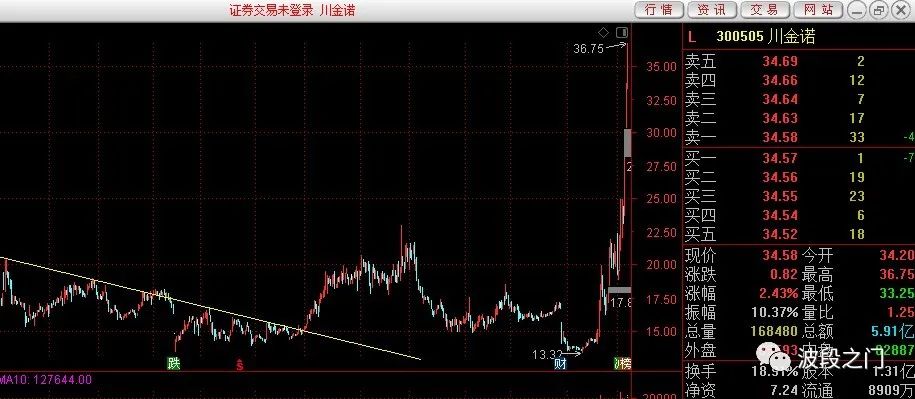 证券交易未登录 川金诺
行情 资讯 交易 网站
L 300505 川金诺
卖五 34.69 2
卖四 34.66 12
卖三 34.64 7
卖二 34.63 17
卖一 34.58 33 -4
买一 34.57 1 -7
买二 34.56 19
买三 34.55 23
买四 34.54 6
买五 34.52 18
现价 34.58 今开 34.20
涨跌 0.82 最高 36.75
涨幅 2.43% 最低 33.25
振幅 10.37% 量比 1.25
总量 168480 总额 5.91亿
外盘 93 内盘 82887
换手 18.91% 股本 1.31亿
净资 7.24 流通 8909万
波段之门
36.75
35.00
32.50
30.00
27.50
2
25.00
22.50
20.00
17.8
17.50
15.00
13.32
跌
S
财
榜
MA10: 127644.00
20000